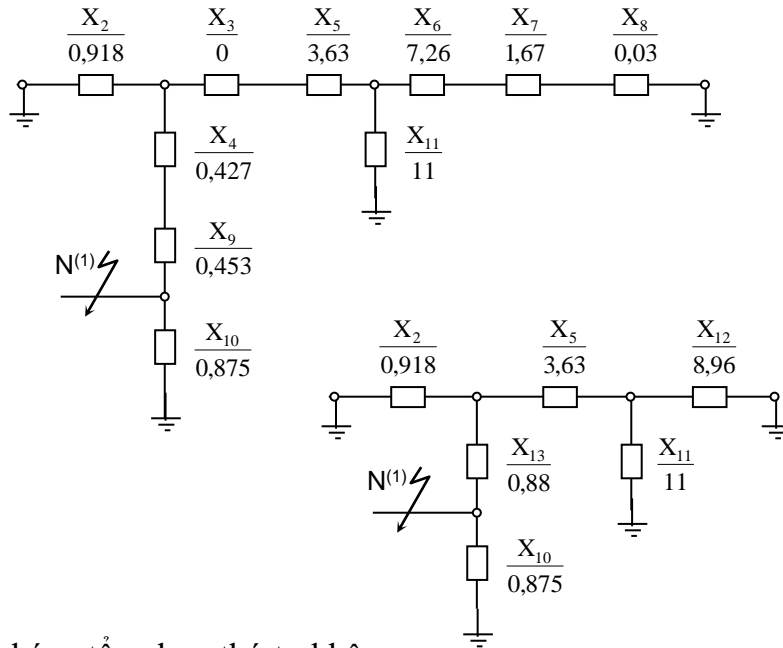 X₂ X₃ X₅ X₆ X₇ X₈
0,918 0 3,63 7,26 1,67 0,03
X₄
0,427
X₁₁
11
X₉
0,453
N⁽¹⁾
X₁₀
0,875
X₂ X₅ X₁₂
0,918 3,63 8,96
X₁₃
0,88
X₁₁
11
N⁽¹⁾
X₁₀
0,875